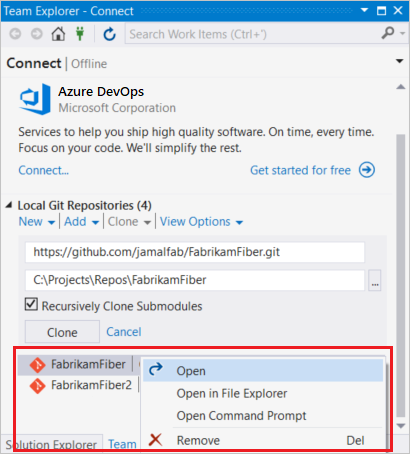 Team Explorer - Connect
Search Work Items (Ctrl+')
Connect | Offline
Azure DevOps
Microsoft Corporation
Services to help you ship high quality software. On time, every time.
Focus on your code. We'll simplify the rest.
Connect... Get started for free
Local Git Repositories (4)
New Add Clone View Options
https://github.com/jamalfab/FabrikamFiber.git
C:\Projects\Repos\FabrikamFiber ...
Recursively Clone Submodules
Clone Cancel
FabrikamFiber
Open
FabrikamFiber2
Open in File Explorer
Open Command Prompt
Remove Del
Solution Explorer Team